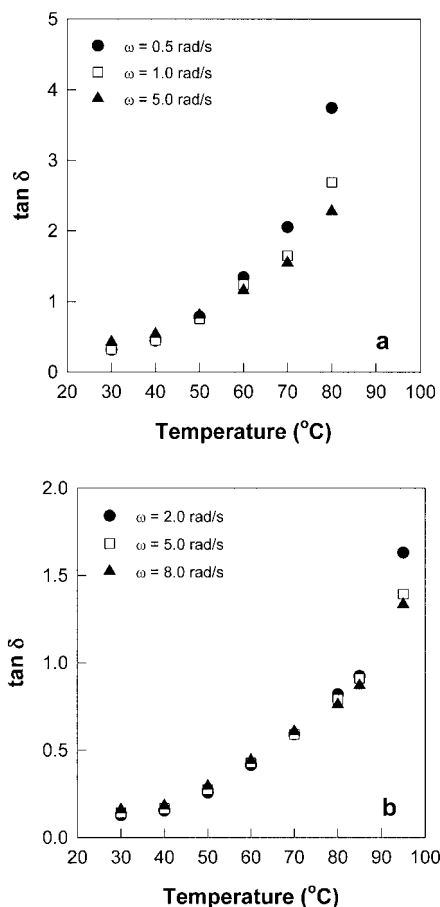 5
ω = 0.5 rad/s
ω = 1.0 rad/s
ω = 5.0 rad/s
4
3
2
1
0
tan δ
a
20 30 40 50 60 70 80 90 100
Temperature (°C)
2.0
ω = 2.0 rad/s
ω = 5.0 rad/s
ω = 8.0 rad/s
1.5
1.0
0.5
0.0
tan δ
b
20 30 40 50 60 70 80 90 100
Temperature (°C)